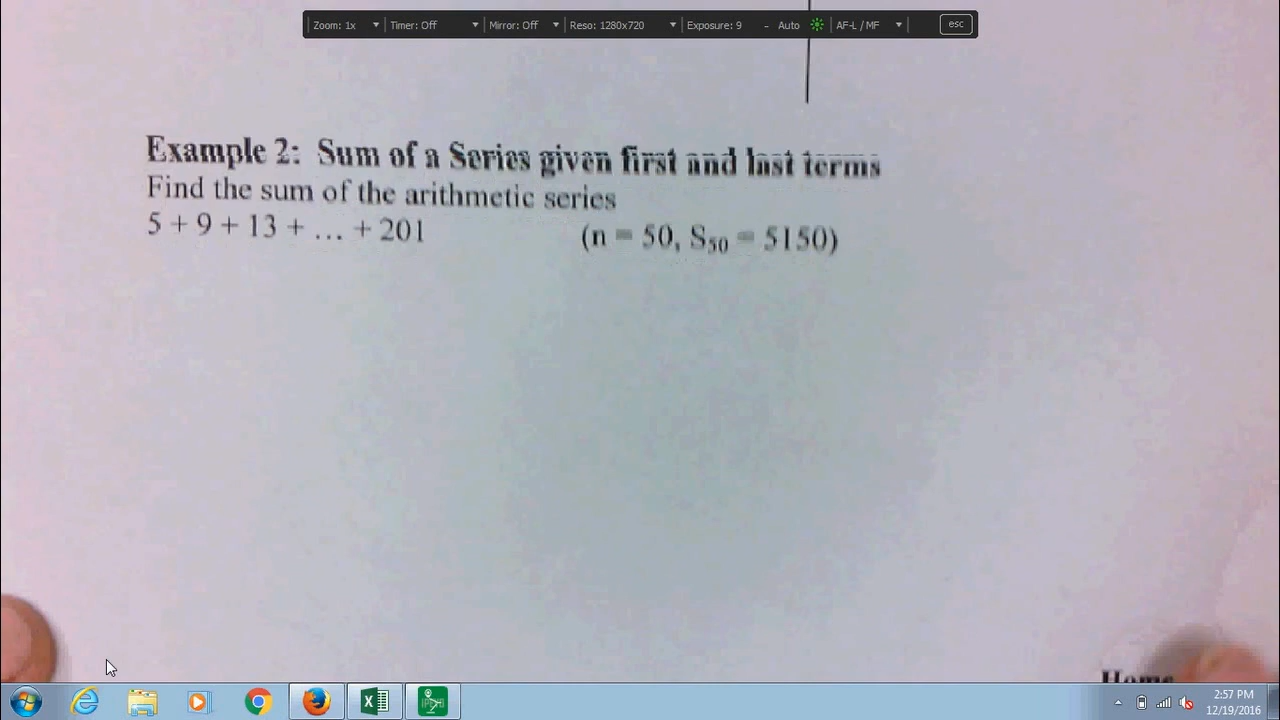 Zoom: 1x Timer: Off Mirror: Off Reso: 1280x720 Exposure: 9 - Auto AF-L / MF esc
Example 2: Sum of a Series given first and last terms
Find the sum of the arithmetic series
5 + 9 + 13 + ... + 201 (n = 50, S50 = 5150)
2:57 PM
12/19/2016